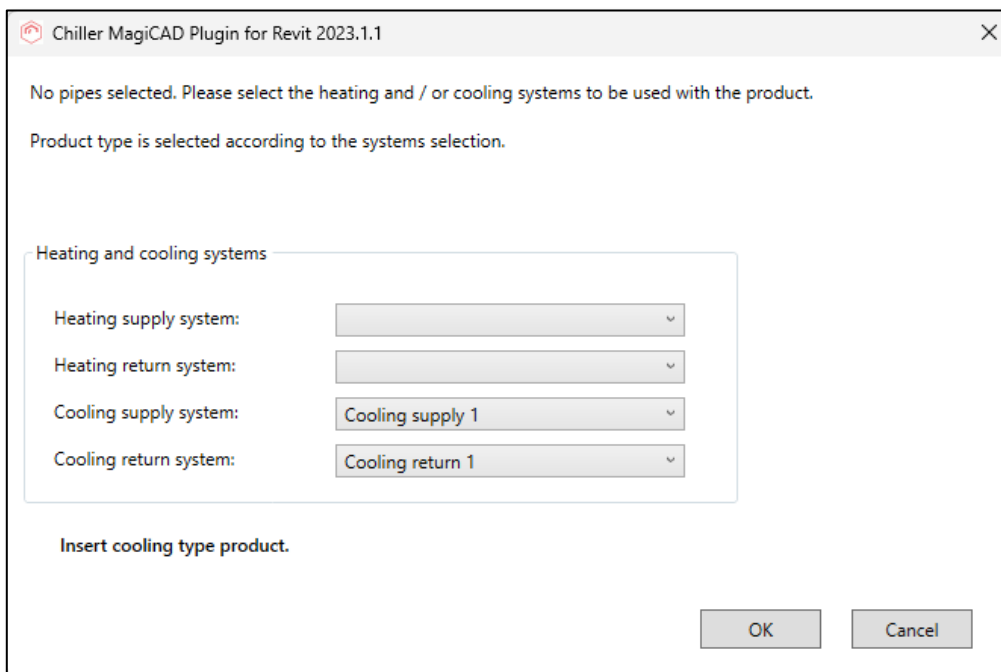 Chiller MagiCAD Plugin for Revit 2023.1.1
No pipes selected. Please select the heating and / or cooling systems to be used with the product.
Product type is selected according to the systems selection.
Heating and cooling systems
Heating supply system:
Heating return system:
Cooling supply system: Cooling supply 1
Cooling return system: Cooling return 1
Insert cooling type product.
OK Cancel